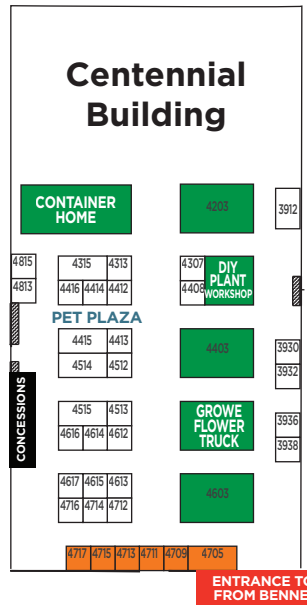 Centennial
Building
CONTAINER
HOME
4203
3912
4815
4813
4315 4313
4416 4414 4412
4307
4408
DIY
PLANT
WORKSHOP
PET PLAZA
4415 4413
4514 4512
4403
3930
3932
CONCESSIONS
4515 4513
4616 4614 4612
GROWE
FLOWER
TRUCK
3936
3938
4617 4615 4613
4716 4714 4712
4603
4717 4715 4713 4711 4709 4705
ENTRANCE TO
FROM BENNE